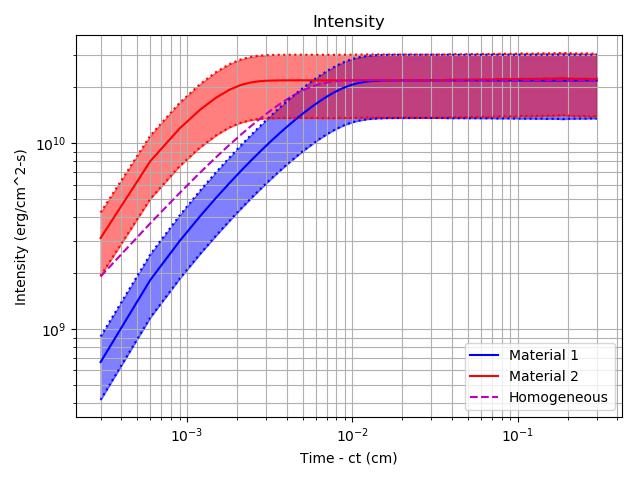 Intensity
Intensity (erg/cm^2-s)
10^10
10^9
10^-3
10^-2
10^-1
Time - ct (cm)
Material 1
Material 2
Homogeneous